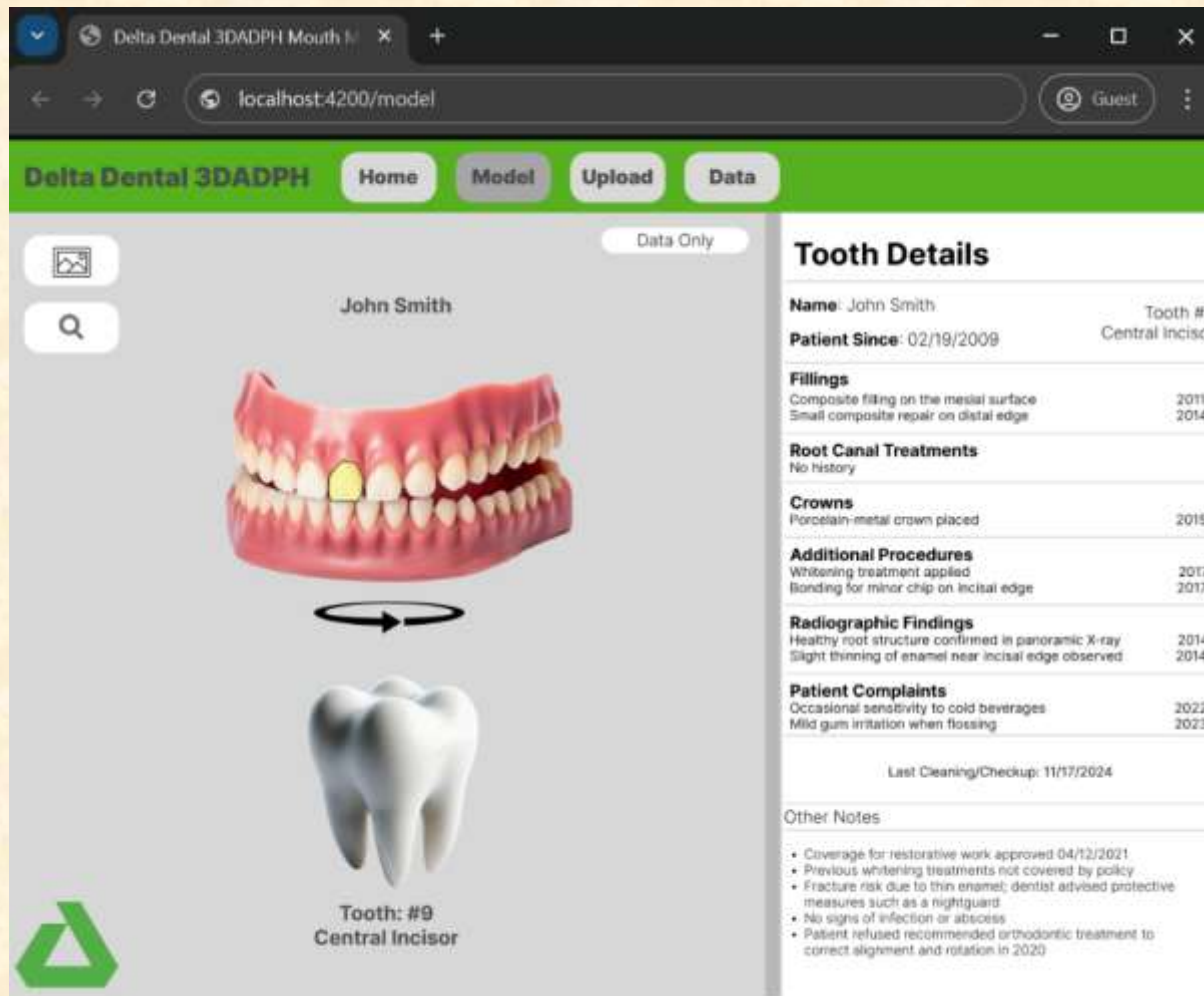 Delta Dental 3DADPH Mouth M
localhost:4200/model
Guest
Delta Dental 3DADPH
Home
Model
Upload
Data
Data Only
John Smith
Tooth: #9
Central Incisor
Tooth Details
Name: John Smith
Tooth #
Patient Since: 02/19/2009
Central Inciso
Fillings
Composite filling on the mesial surface 2011
Small composite repair on distal edge 2014
Root Canal Treatments
No history
Crowns
Porcelain-metal crown placed
Additional Procedures
Whitening treatment applied
Bonding for minor chip on incisal edge
Radiographic Findings
Healthy root structure confirmed in panoramic X-ray 2014
Slight thinning of enamel near incisal edge observed 2014
Patient Complaints
Occasional sensitivity to cold beverages 2022
Mild gum irritation when flossing 2023
Last Cleaning/Checkup: 11/17/2024
Other Notes
• Coverage for restorative work approved 04/12/2021
• Previous whitening treatments not covered by policy
• Fracture risk due to thin enamel; dentist advised protective
measures such as a nightguard
• No signs of infection or abscess
• Patient refused recommended orthodontic treatment to
correct alignment and rotation in 2020